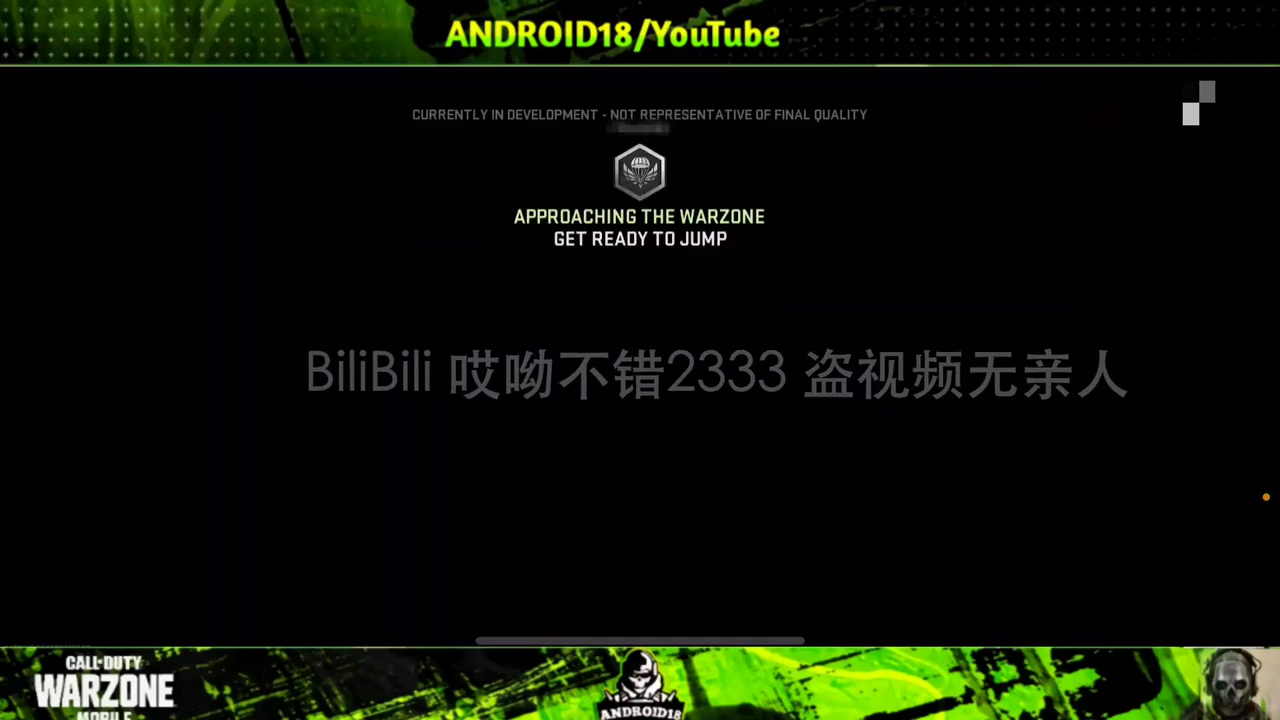 ANDROID18/YouTube
CURRENTLY IN DEVELOPMENT - NOT REPRESENTATIVE OF FINAL QUALITY
APPROACHING THE WARZONE
GET READY TO JUMP
BiliBili 哎呦不错2333 盗视频无亲人
CALL·DUTY
WARZONE
MOBILE
ANDROID18